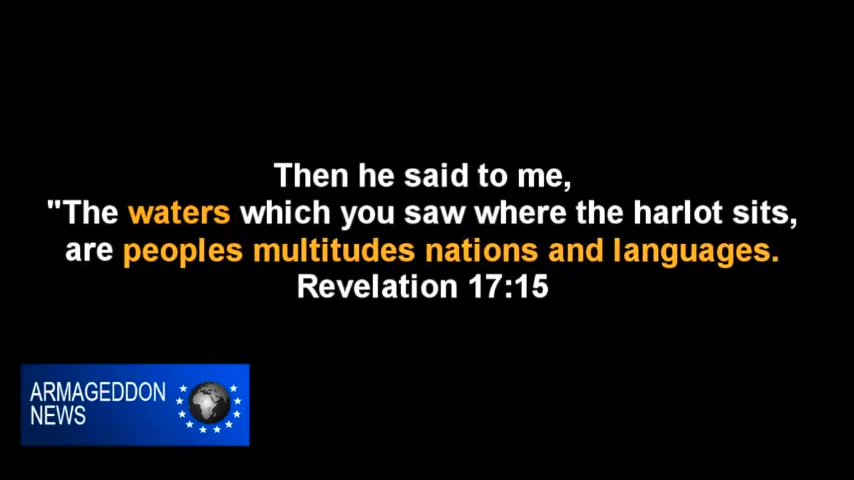 Then he said to me,
"The waters which you saw where the harlot sits,
are peoples multitudes nations and languages.
Revelation 17:15
ARMAGEDDON
NEWS